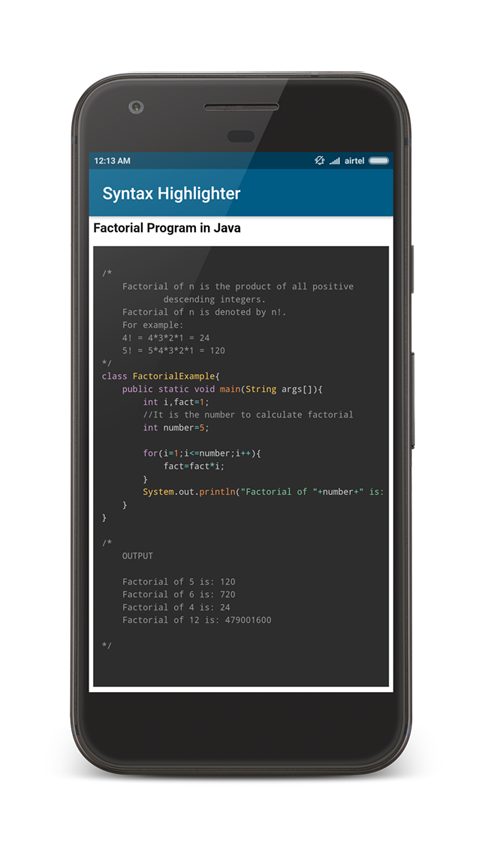 12:13 AM airtel
Syntax Highlighter
Factorial Program in Java
/*
    Factorial of n is the product of all positive
            descending integers.
    Factorial of n is denoted by n!.
    For example:
    4! = 4*3*2*1 = 24
    5! = 5*4*3*2*1 = 120
*/
class FactorialExample{
    public static void main(String args[]){
        int i,fact=1;
        //It is the number to calculate factorial
        int number=5;
        for(i=1;i<=number;i++){
            fact=fact*i;
        }
        System.out.println("Factorial of "+number+" is:
    }
}
/*
    OUTPUT
    Factorial of 5 is: 120
    Factorial of 6 is: 720
    Factorial of 4 is: 24
    Factorial of 12 is: 479001600
*/